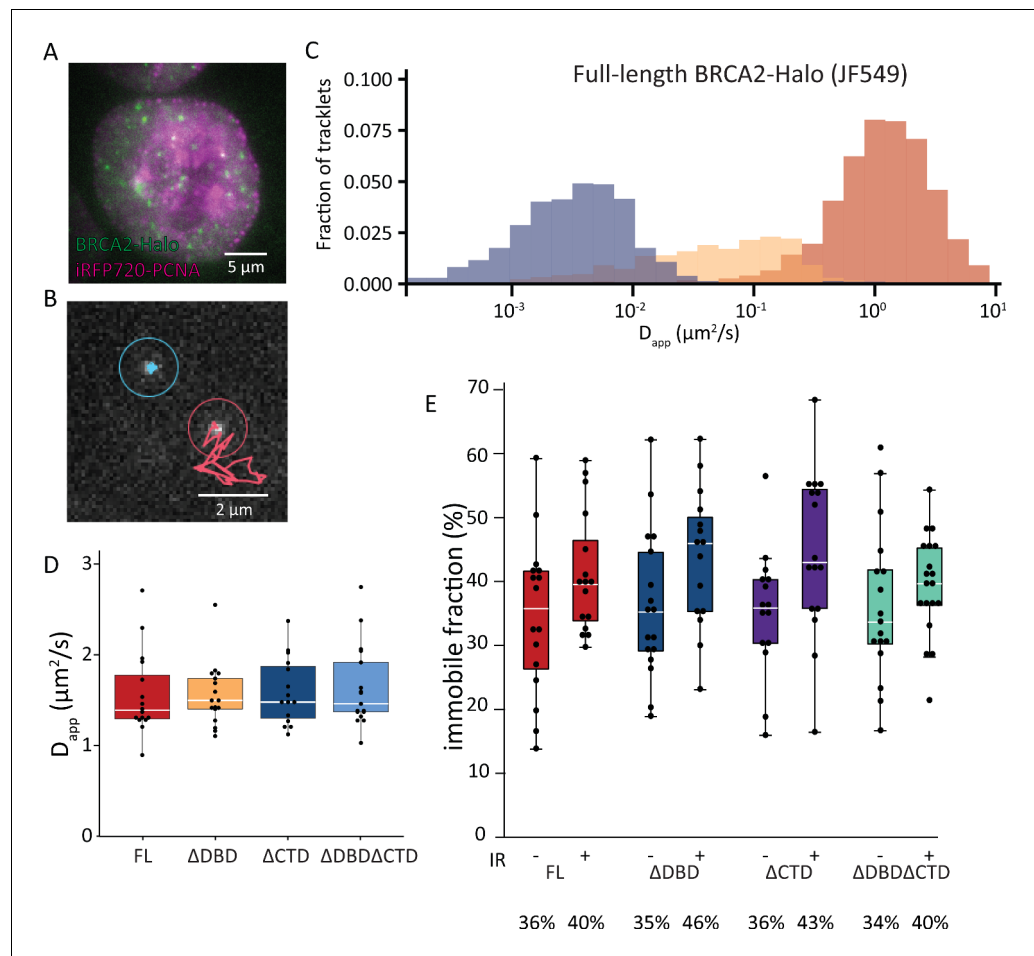 A
BRCA2-Halo
iRFP720-PCNA
5 µm
B
2 µm
C
Full-length BRCA2-Halo (JF549)
Fraction of tracklets
0.100
0.075
0.050
0.025
0.000
10-3 10-2 10-1 100 101
Dapp (µm2/s)
D
Dapp (µm2/s)
3
2
1
0
FL ΔDBD ΔCTD ΔDBDΔCTD
E
immobile fraction (%)
70
60
50
40
30
20
10
0
IR - + - + - + - +
FL ΔDBD ΔCTD ΔDBDΔCTD
36% 40% 35% 46% 36% 43% 34% 40%